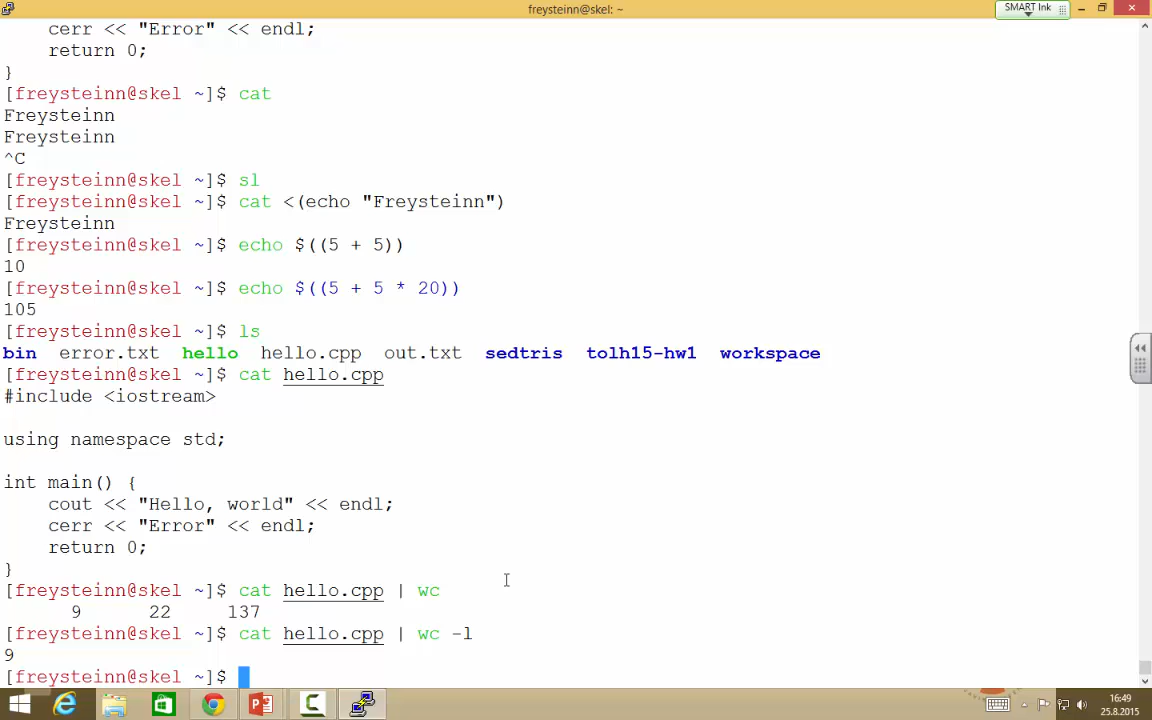 freysteinn@skel: ~
SMART Ink
    cerr << "Error" << endl;
    return 0;
}
[freysteinn@skel ~]$ cat
Freysteinn
Freysteinn
^C
[freysteinn@skel ~]$ sl
[freysteinn@skel ~]$ cat <(echo "Freysteinn")
Freysteinn
[freysteinn@skel ~]$ echo $((5 + 5))
10
[freysteinn@skel ~]$ echo $((5 + 5 * 20))
105
[freysteinn@skel ~]$ ls
bin  error.txt  hello  hello.cpp  out.txt  sedtris  tolh15-hw1  workspace
[freysteinn@skel ~]$ cat hello.cpp
#include <iostream>

using namespace std;

int main() {
    cout << "Hello, world" << endl;
    cerr << "Error" << endl;
    return 0;
}
[freysteinn@skel ~]$ cat hello.cpp | wc
      9      22     137
[freysteinn@skel ~]$ cat hello.cpp | wc -l
9
[freysteinn@skel ~]$
16:49
25.8.2015